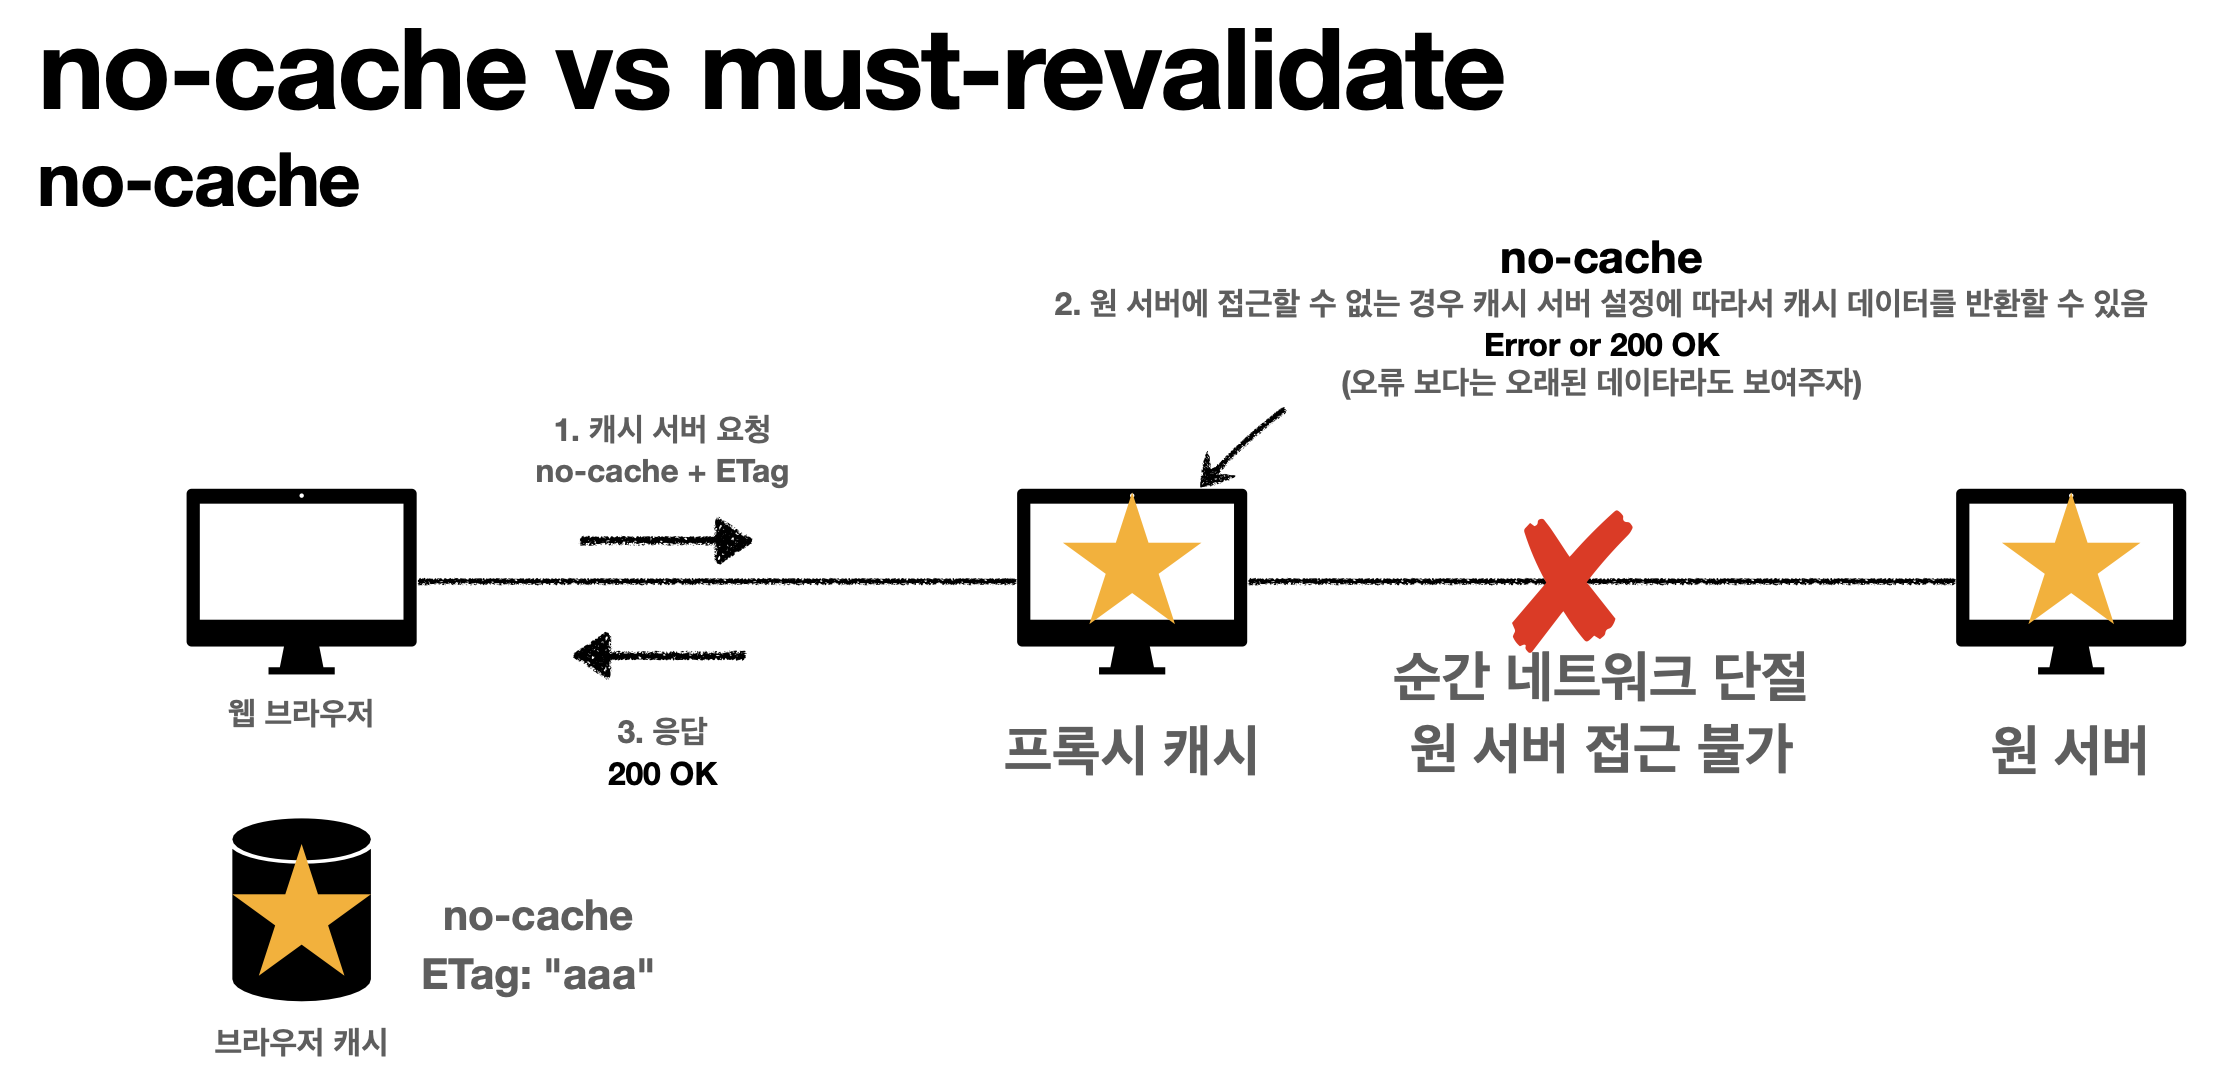 no-cache vs must-revalidate
no-cache
no-cache
2. 원 서버에 접근할 수 없는 경우 캐시 서버 설정에 따라서 캐시 데이터를 반환할 수 있음
Error or 200 OK
(오류 보다는 오래된 데이타라도 보여주자)
1. 캐시 서버 요청
no-cache + ETag
웹 브라우저
3. 응답
200 OK
프록시 캐시
순간 네트워크 단절
원 서버 접근 불가
원 서버
no-cache
ETag: "aaa"
브라우저 캐시